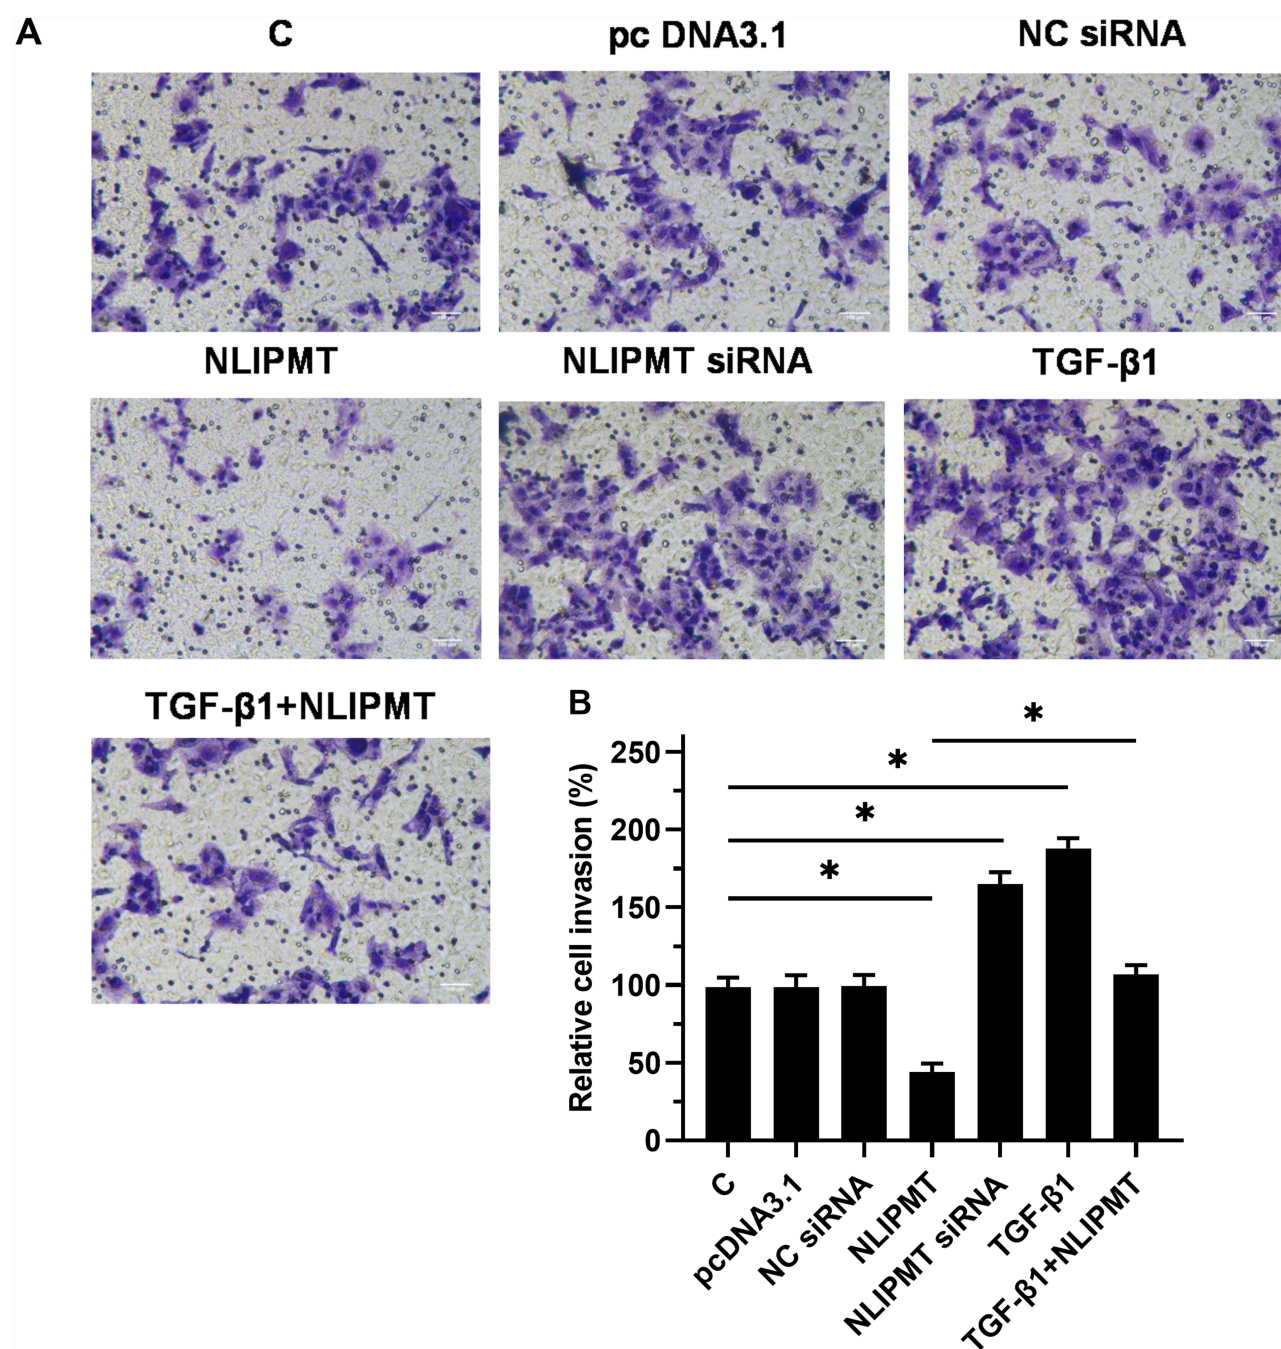 A
C
pc DNA3.1
NC siRNA
NLIPMT
NLIPMT siRNA
TGF-β1
TGF-β1+NLIPMT
B
Relative cell invasion (%)
250
200
150
100
50
0
*
*
*
*
C
pcDNA3.1
NC siRNA
NLIPMT
NLIPMT siRNA
TGF-β1
TGF-β1+NLIPMT